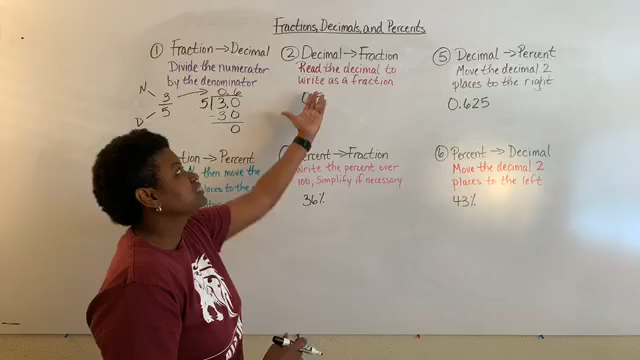 Fractions, Decimals, and Percents
① Fraction → Decimal
Divide the numerator
by the denominator
N
D
3
5
0.6
5 3.0
-3 0
0
② Decimal → Fraction
Read the decimal to
write as a fraction
⑤ Decimal → Percent
Move the decimal 2
places to the right
0.625
→ Percent
then move the
to the
Percent → Fraction
Write the percent over
100; Simplify if necessary
36%
⑥ Percent → Decimal
Move the decimal 2
places to the left
43%